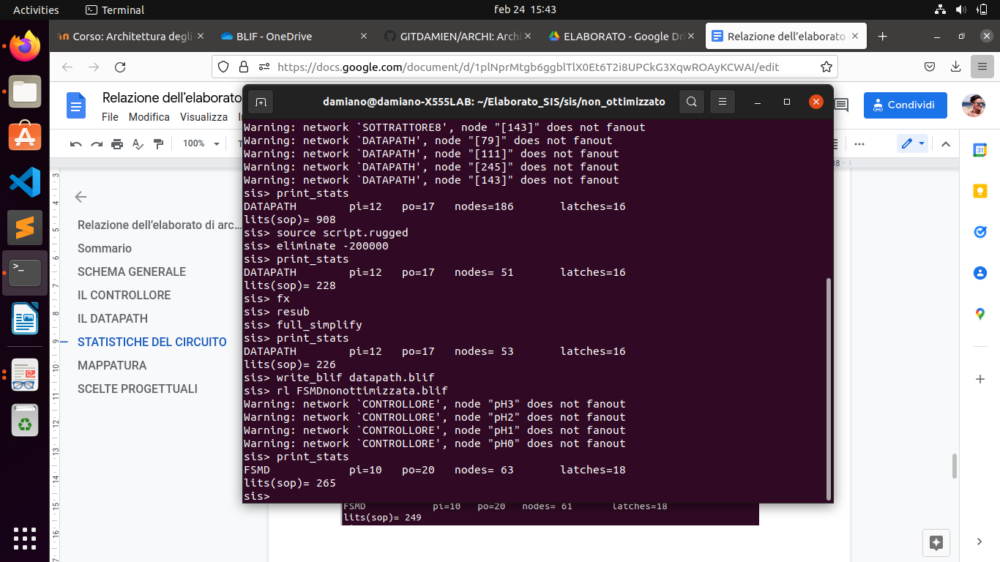 Activities
Terminal
feb 24 15:43
Corso: Architettura degli
BLIF - OneDrive
GITDAMIEN/ARCHI: Archi
ELABORATO - Google Dri
Relazione dell'elaborato
https://docs.google.com/document/d/1plNprMtgb6ggblTlX0Et6T2i8UPCkG3XqwROAyKCWAI/edit
Relazione dell'elaborato
File Modifica Visualizza
Condividi
100%
damiano@damiano-X555LAB: ~/Elaborato_SIS/sis/non_ottimizzato
Relazione dell'elaborato di arc...
Sommario
SCHEMA GENERALE
IL CONTROLLORE
IL DATAPATH
STATISTICHE DEL CIRCUITO
MAPPATURA
SCELTE PROGETTUALI
Warning: network `SOTTRATTORE8', node "[143]" does not fanout
Warning: network `DATAPATH', node "[79]" does not fanout
Warning: network `DATAPATH', node "[111]" does not fanout
Warning: network `DATAPATH', node "[245]" does not fanout
Warning: network `DATAPATH', node "[143]" does not fanout
sis> print_stats
DATAPATH pi=12 po=17 nodes=186 latches=16
lits(sop)= 908
sis> source script.rugged
sis> eliminate -200000
sis> print_stats
DATAPATH pi=12 po=17 nodes= 51 latches=16
lits(sop)= 228
sis> fx
sis> resub
sis> full_simplify
sis> print_stats
DATAPATH pi=12 po=17 nodes= 53 latches=16
lits(sop)= 226
sis> write_blif datapath.blif
sis> rl FSMDnonottimizzata.blif
Warning: network `CONTROLLORE', node "pH3" does not fanout
Warning: network `CONTROLLORE', node "pH2" does not fanout
Warning: network `CONTROLLORE', node "pH1" does not fanout
Warning: network `CONTROLLORE', node "pH0" does not fanout
sis> print_stats
FSMD pi=10 po=20 nodes= 63 latches=18
lits(sop)= 265
sis>
FSMD pi=10 po=20 nodes= 61 latches=18
lits(sop)= 249